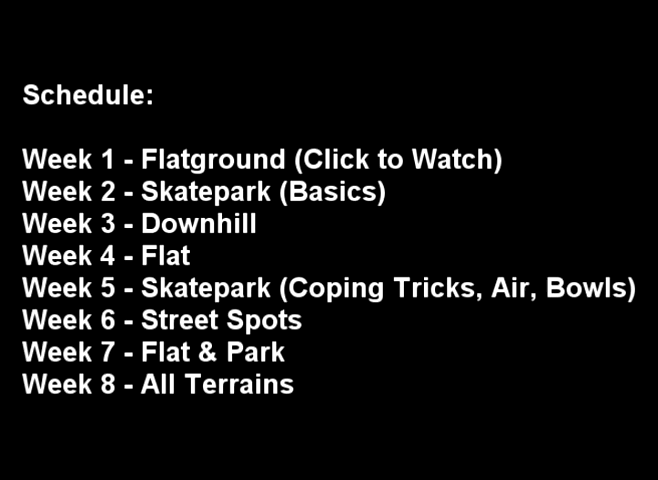 Schedule:
Week 1 - Flatground (Click to Watch)
Week 2 - Skatepark (Basics)
Week 3 - Downhill
Week 4 - Flat
Week 5 - Skatepark (Coping Tricks, Air, Bowls)
Week 6 - Street Spots
Week 7 - Flat & Park
Week 8 - All Terrains